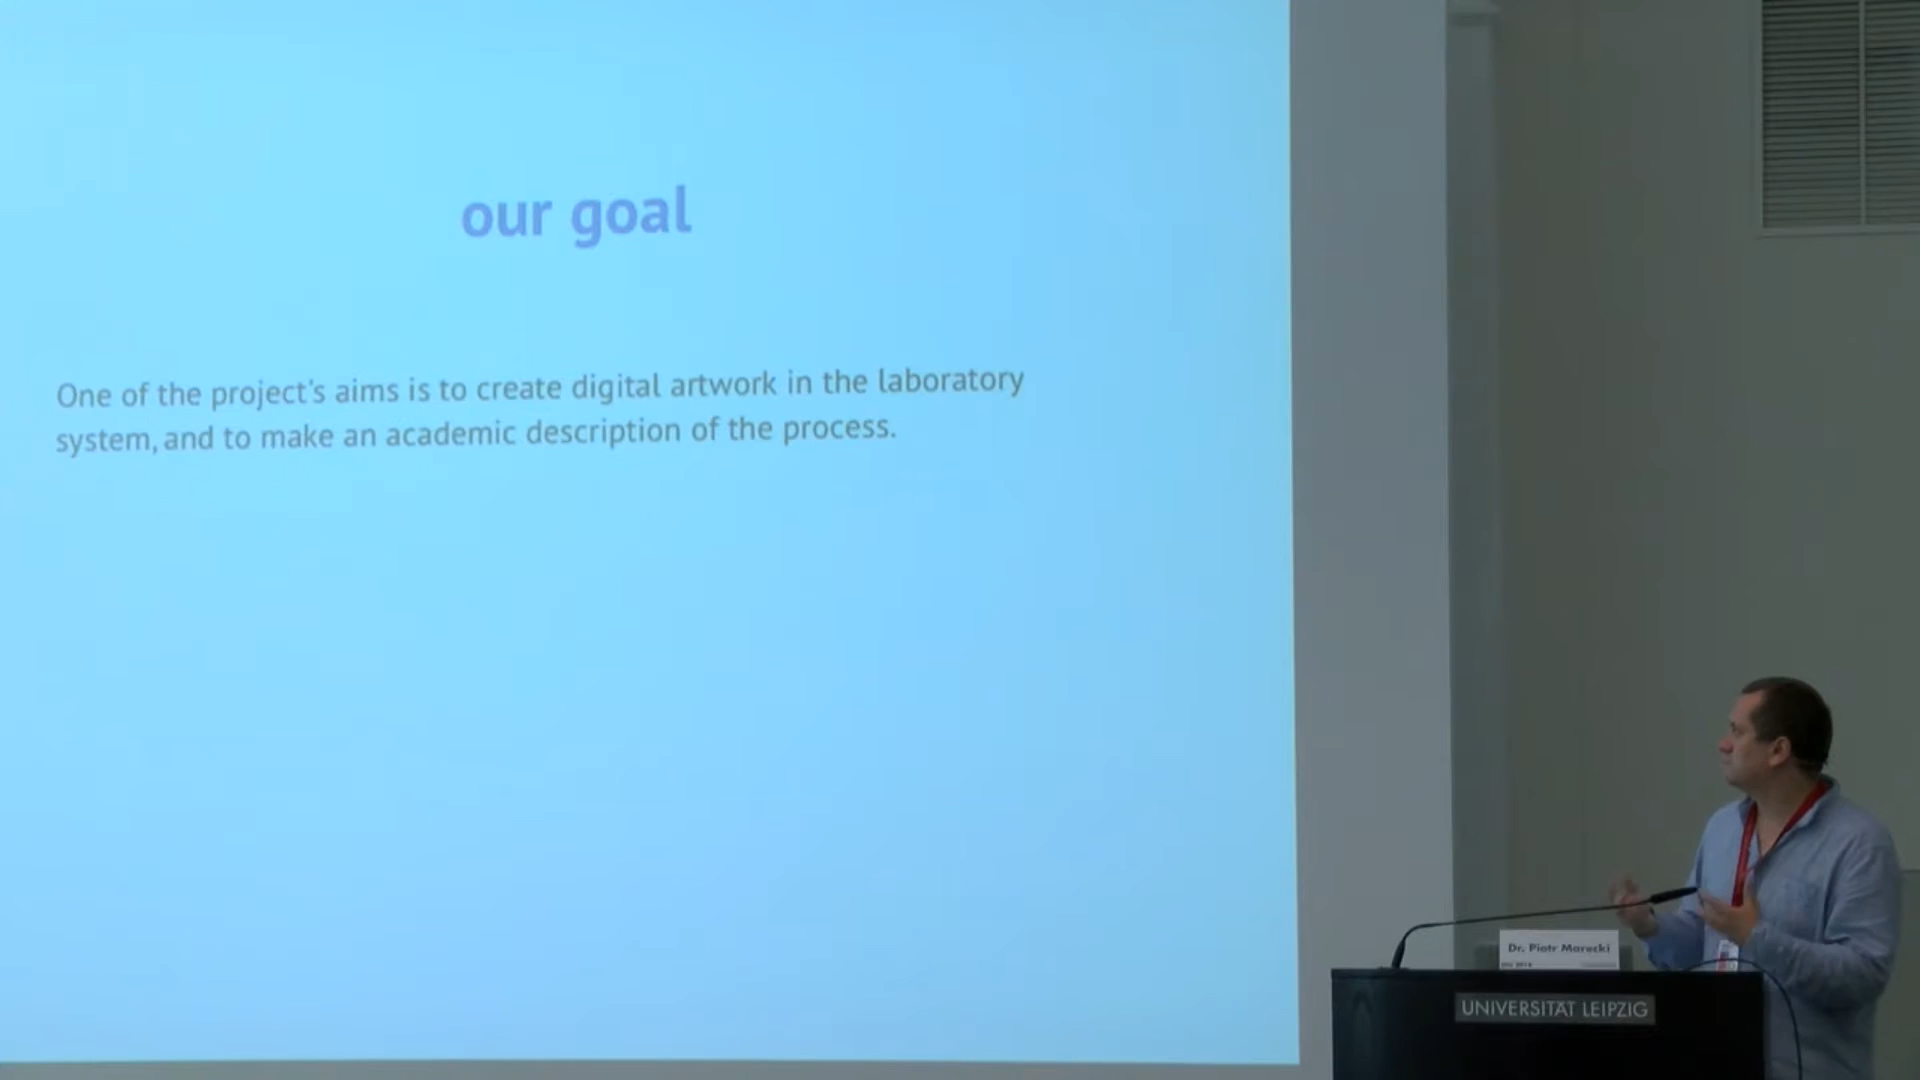 our goal
One of the project's aims is to create digital artwork in the laboratory
system, and to make an academic description of the process.
Dr. Piotr Marecki
UNIVERSITÄT LEIPZIG